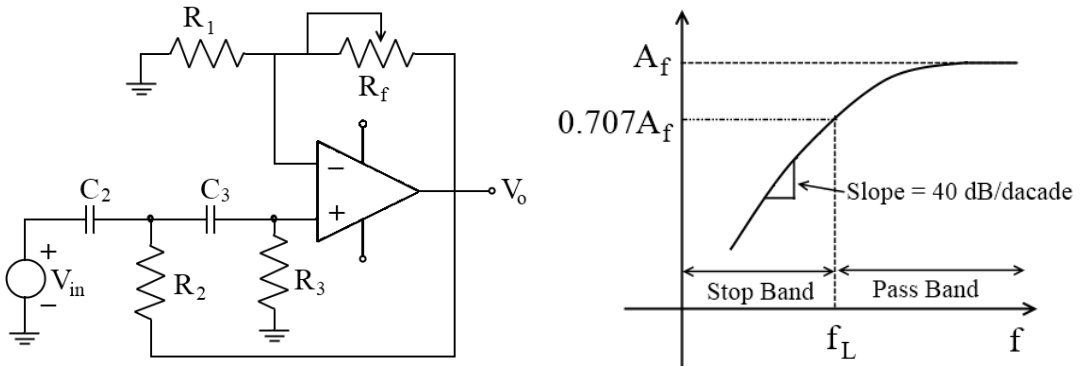 R1
Rf
C2
C3
−
+
Vo
+
Vin
−
R2
R3
Af
0.707Af
Slope = 40 dB/dacade
Stop Band
Pass Band
fL
f